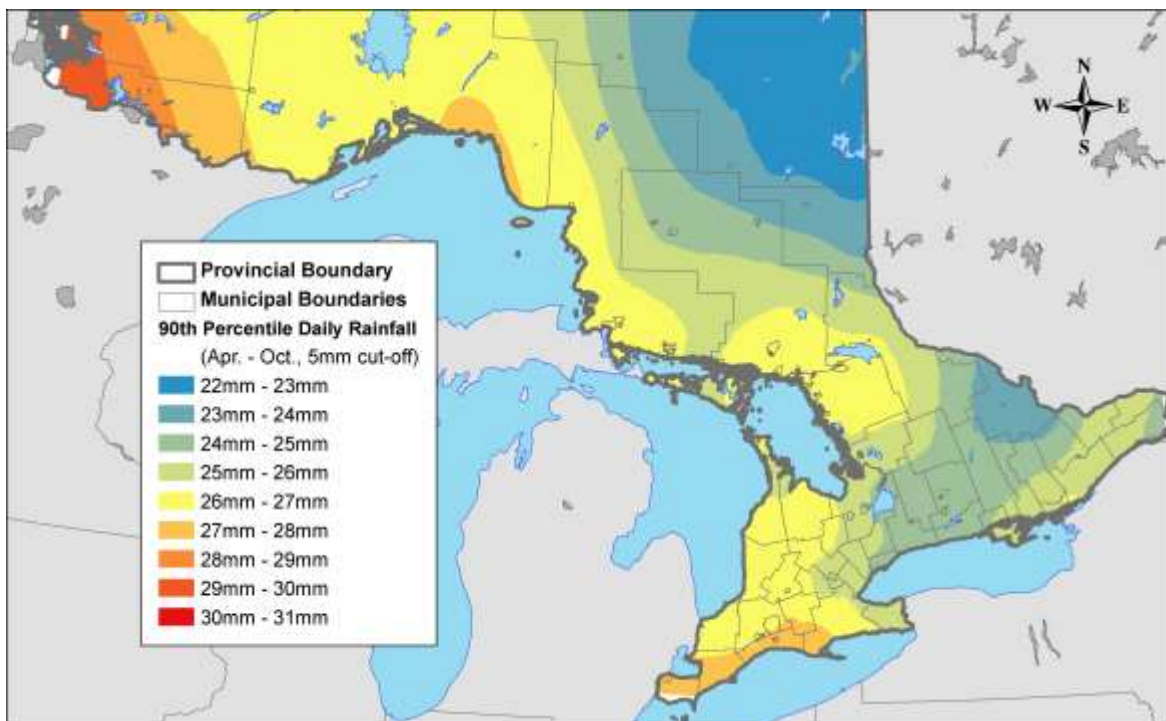 N
W E
S
Provincial Boundary
Municipal Boundaries
90th Percentile Daily Rainfall
(Apr. - Oct., 5mm cut-off)
22mm - 23mm
23mm - 24mm
24mm - 25mm
25mm - 26mm
26mm - 27mm
27mm - 28mm
28mm - 29mm
29mm - 30mm
30mm - 31mm